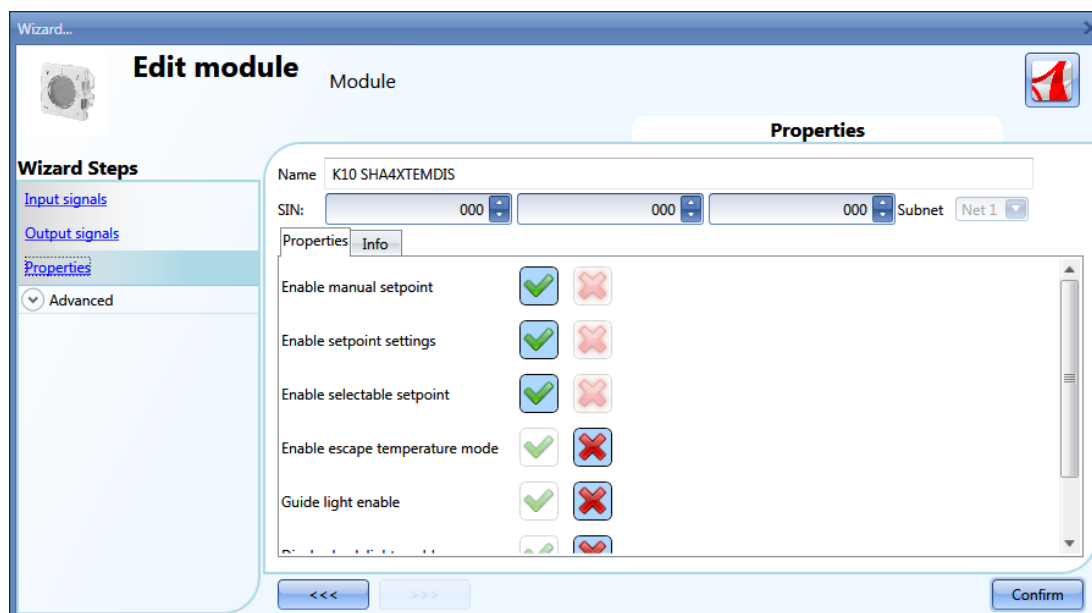 Wizard...
Edit module Module
Properties
Wizard Steps
Input signals
Output signals
Properties
Advanced
Name K10 SHA4XTEMDIS
SIN: 000 000 000 Subnet Net 1
Properties Info
Enable manual setpoint
Enable setpoint settings
Enable selectable setpoint
Enable escape temperature mode
Guide light enable
<<< >>> Confirm